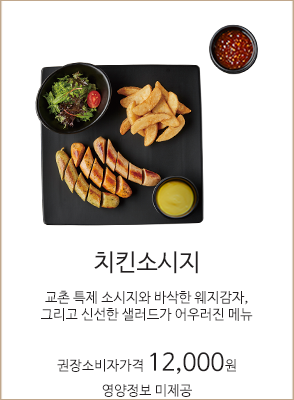 치킨소시지
교촌 특제 소시지와 바삭한 웨지감자,
그리고 신선한 샐러드가 어우러진 메뉴
권장소비자가격 12,000원
영양정보 미제공